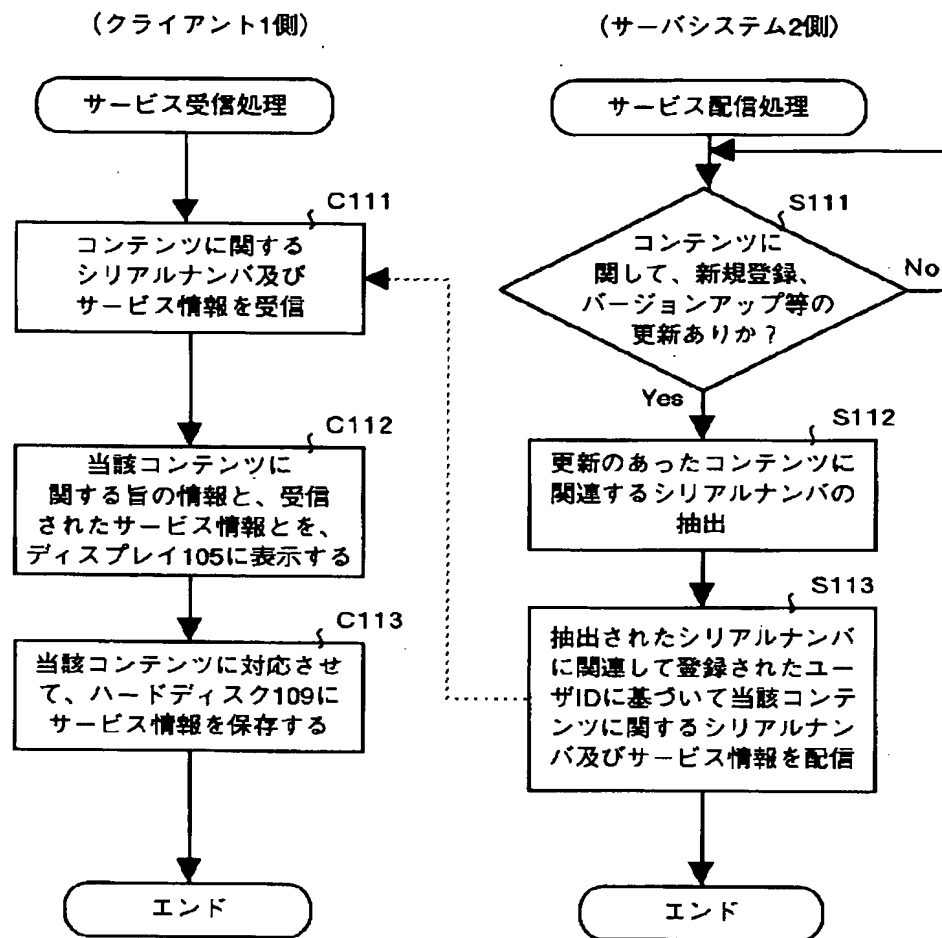 (クライアント1側)
サービス受信処理
C111
コンテンツに関する
シリアルナンバ及び
サービス情報を受信
C112
当該コンテンツに
関する旨の情報と、受信
されたサービス情報とを、
ディスプレイ105に表示する
C113
当該コンテンツに対応させ
て、ハードディスク109に
サービス情報を保存する
エンド
(サーバシステム2側)
サービス配信処理
S111
コンテンツに
関して、新規登録、
バージョンアップ等の
更新ありか?
No
Yes
S112
更新のあったコンテンツに
関連するシリアルナンバの
抽出
S113
抽出されたシリアルナンバ
に関連して登録されたユー
ザIDに基づいて当該コンテ
ンツに関するシリアルナン
バ及びサービス情報を配信
エンド